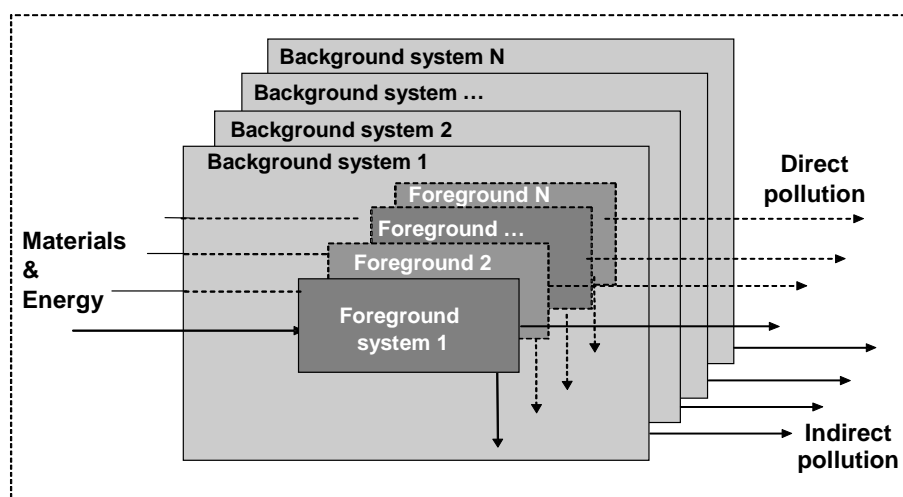 Background system N
Background system …
Background system 2
Background system 1
Foreground N
Foreground …
Foreground 2
Foreground
system 1
Materials
&
Energy
Direct
pollution
Indirect
pollution